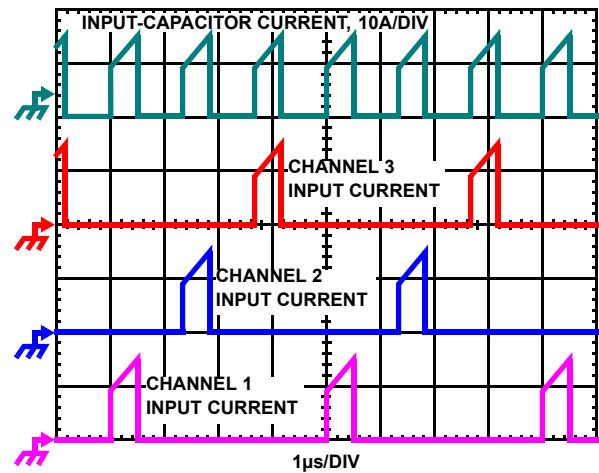 INPUT-CAPACITOR CURRENT, 10A/DIV
CHANNEL 3
INPUT CURRENT
CHANNEL 2
INPUT CURRENT
CHANNEL 1
INPUT CURRENT
1µs/DIV